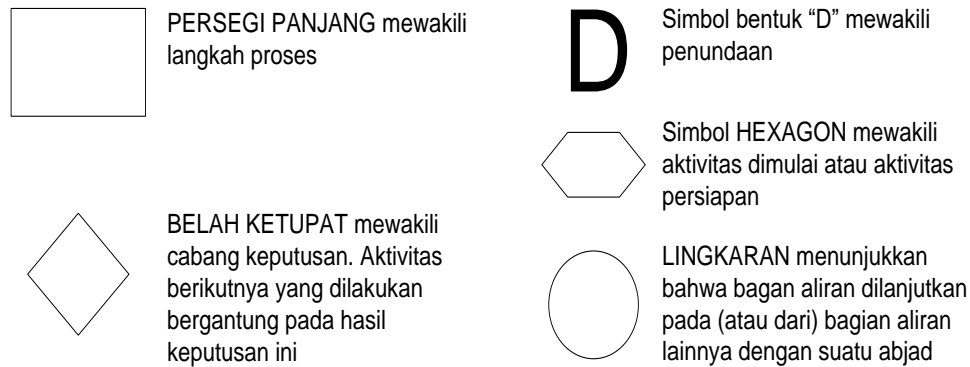 PERSEGI PANJANG mewakili
langkah proses
BELAH KETUPAT mewakili
cabang keputusan. Aktivitas
berikutnya yang dilakukan
bergantung pada hasil
keputusan ini
D
Simbol bentuk “D” mewakili
penundaan
Simbol HEXAGON mewakili
aktivitas dimulai atau aktivitas
persiapan
LINGKARAN menunjukkan
bahwa bagan aliran dilanjutkan
pada (atau dari) bagian aliran
lainnya dengan suatu abjad